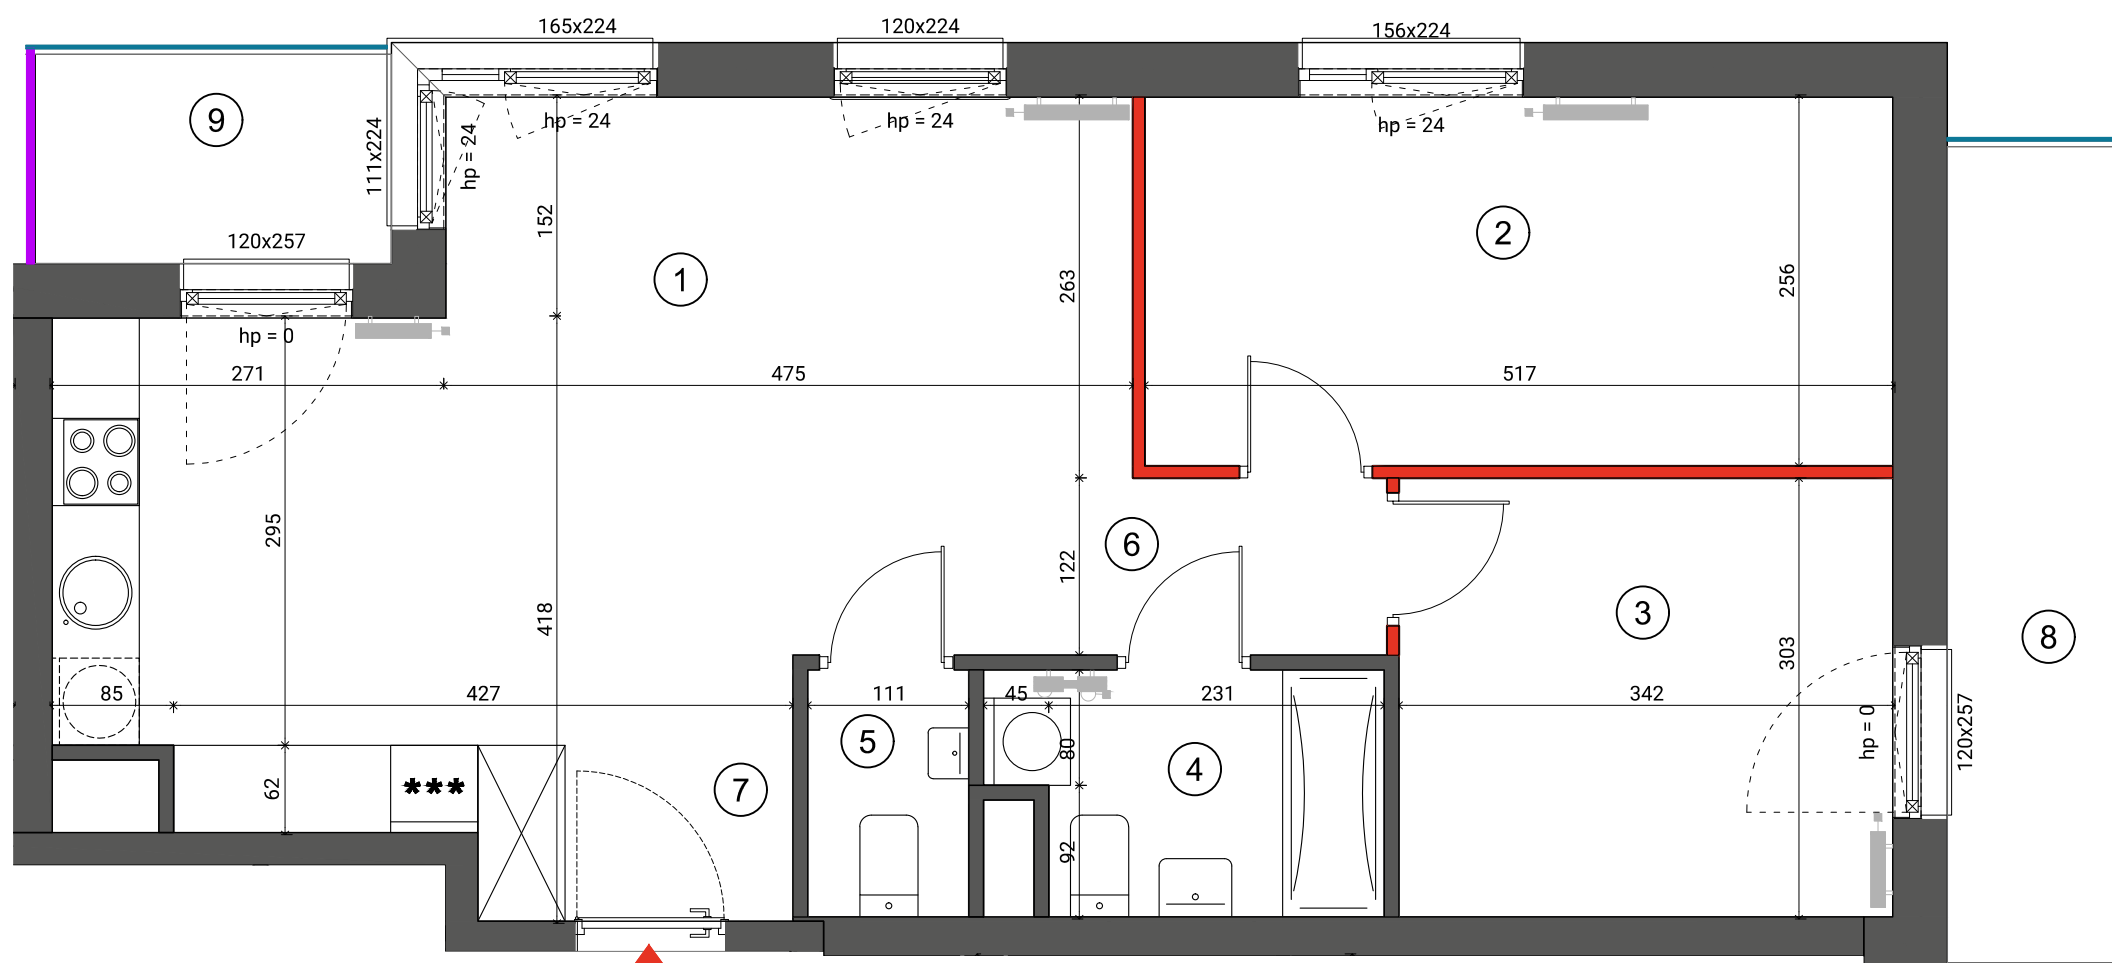 165x224
120x224
156x224
9
hp = 24
hp = 24
hp = 24
111x224
hp = 24
152
120x257
1
263
2
256
hp = 0
271
475
517
295
418
122
6
3
303
8
85
427
111
45
231
342
hp = 0
120x257
5
80
4
62
***
7
92